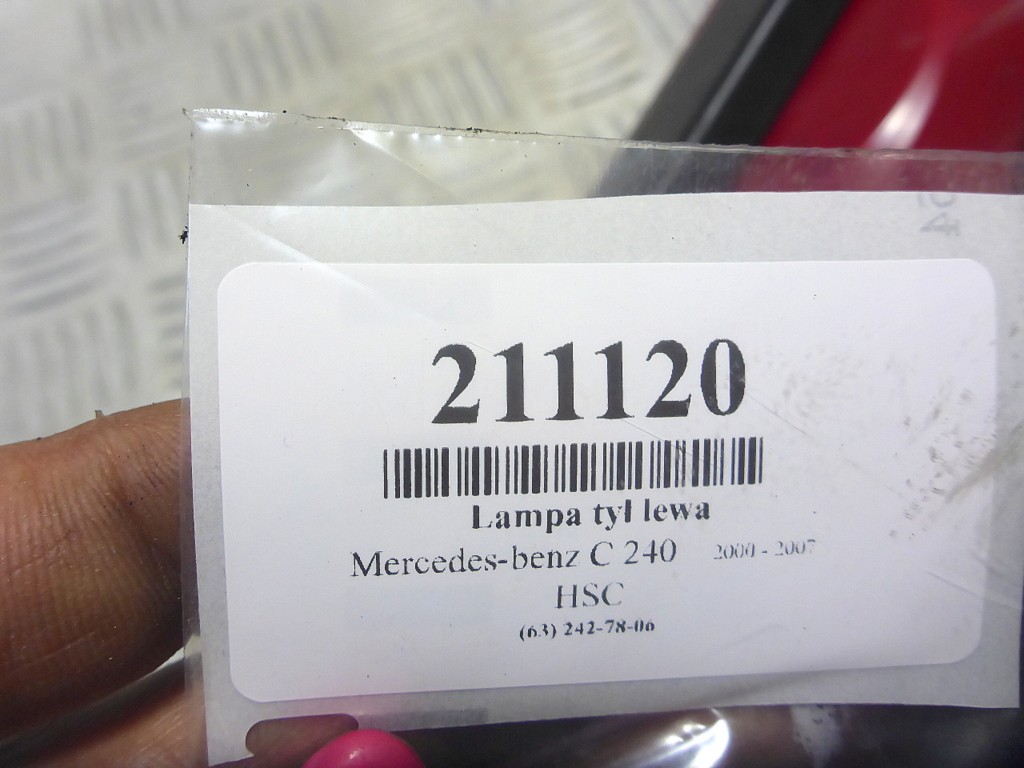 211120
Lampa tył lewa
Mercedes-benz C 240 2000 - 2007
HSC
(63) 242-78-06